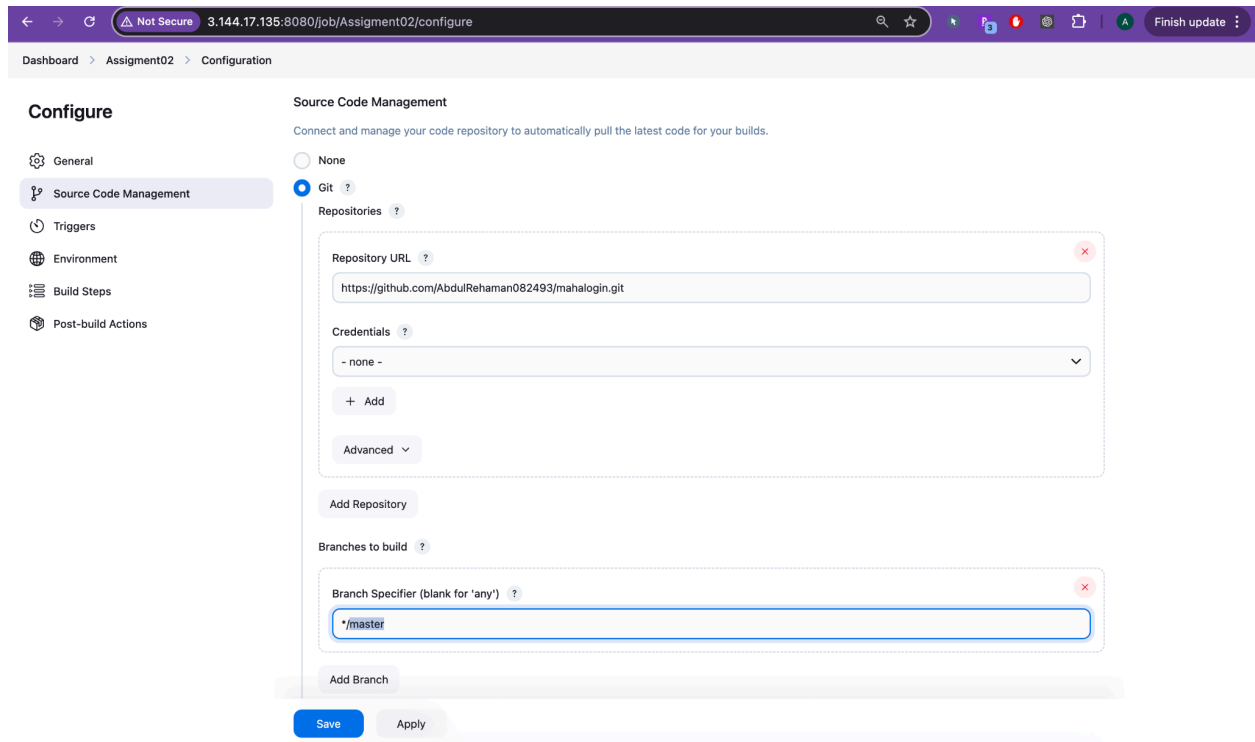 Not Secure 3.144.17.135:8080/job/Assigment02/configure 3 A Finish update
Dashboard > Assigment02 > Configuration
Configure
General
Source Code Management
Triggers
Environment
Build Steps
Post-build Actions
Source Code Management
Connect and manage your code repository to automatically pull the latest code for your builds.
None
Git ?
Repositories ?
Repository URL ?
https://github.com/AbdulRehaman082493/mahalogin.git
Credentials ?
- none -
+ Add
Advanced
Add Repository
Branches to build ?
Branch Specifier (blank for 'any') ?
*/master
Add Branch
Save Apply